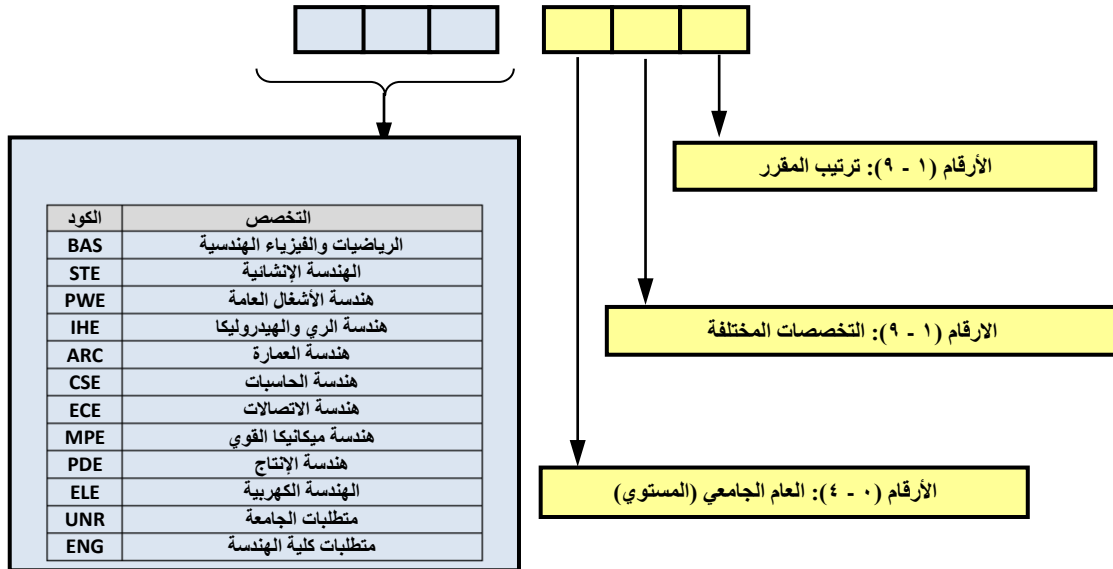 الأرقام (١ - ٩): ترتيب المقرر
الارقام (١ - ٩): التخصصات المختلفة
الأرقام (٠ - ٤): العام الجامعي (المستوي)
التخصص الكود
الرياضيات والفيزياء الهندسية BAS
الهندسة الإنشائية STE
هندسة الأشغال العامة PWE
هندسة الري والهيدروليكا IHE
هندسة العمارة ARC
هندسة الحاسبات CSE
هندسة الاتصالات ECE
هندسة ميكانيكا القوي MPE
هندسة الإنتاج PDE
الهندسة الكهربية ELE
متطلبات الجامعة UNR
متطلبات كلية الهندسة ENG